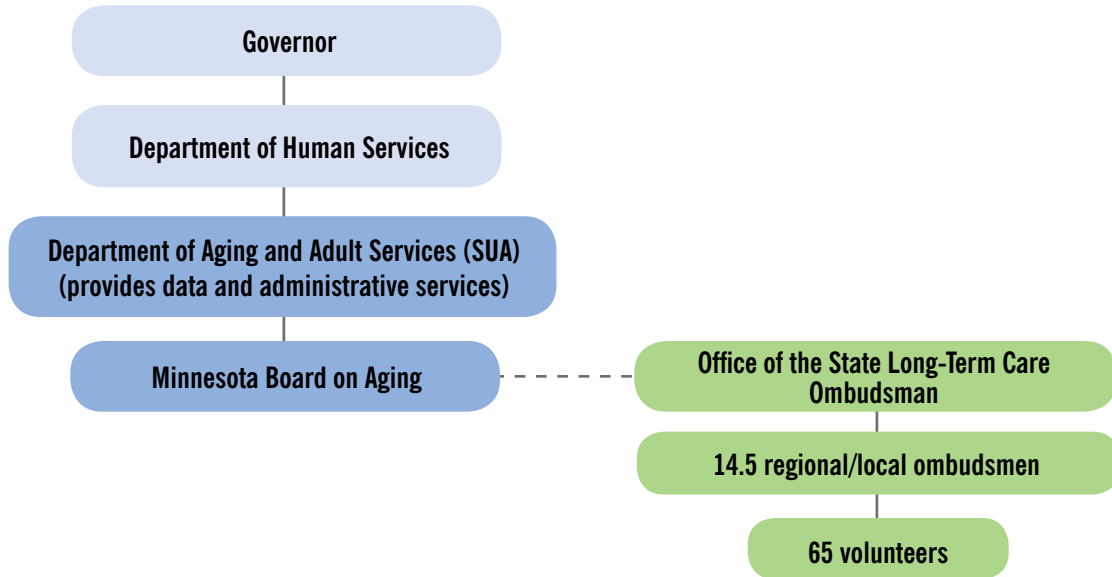 Governor
Department of Human Services
Department of Aging and Adult Services (SUA)
(provides data and administrative services)
Minnesota Board on Aging
Office of the State Long-Term Care
Ombudsman
14.5 regional/local ombudsmen
65 volunteers